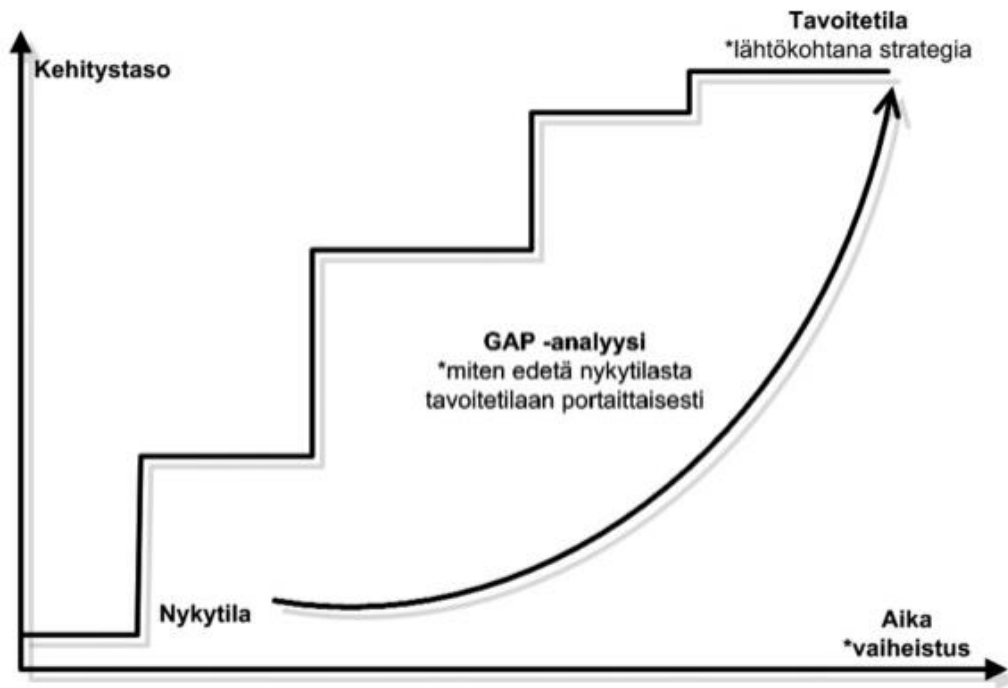 Tavoitetila
*lähtökohtana strategia
Kehitystaso
GAP -analyysi
*miten edetä nykytilasta
tavoitetilaan portaittaisesti
Nykytila
Aika
*vaiheistus